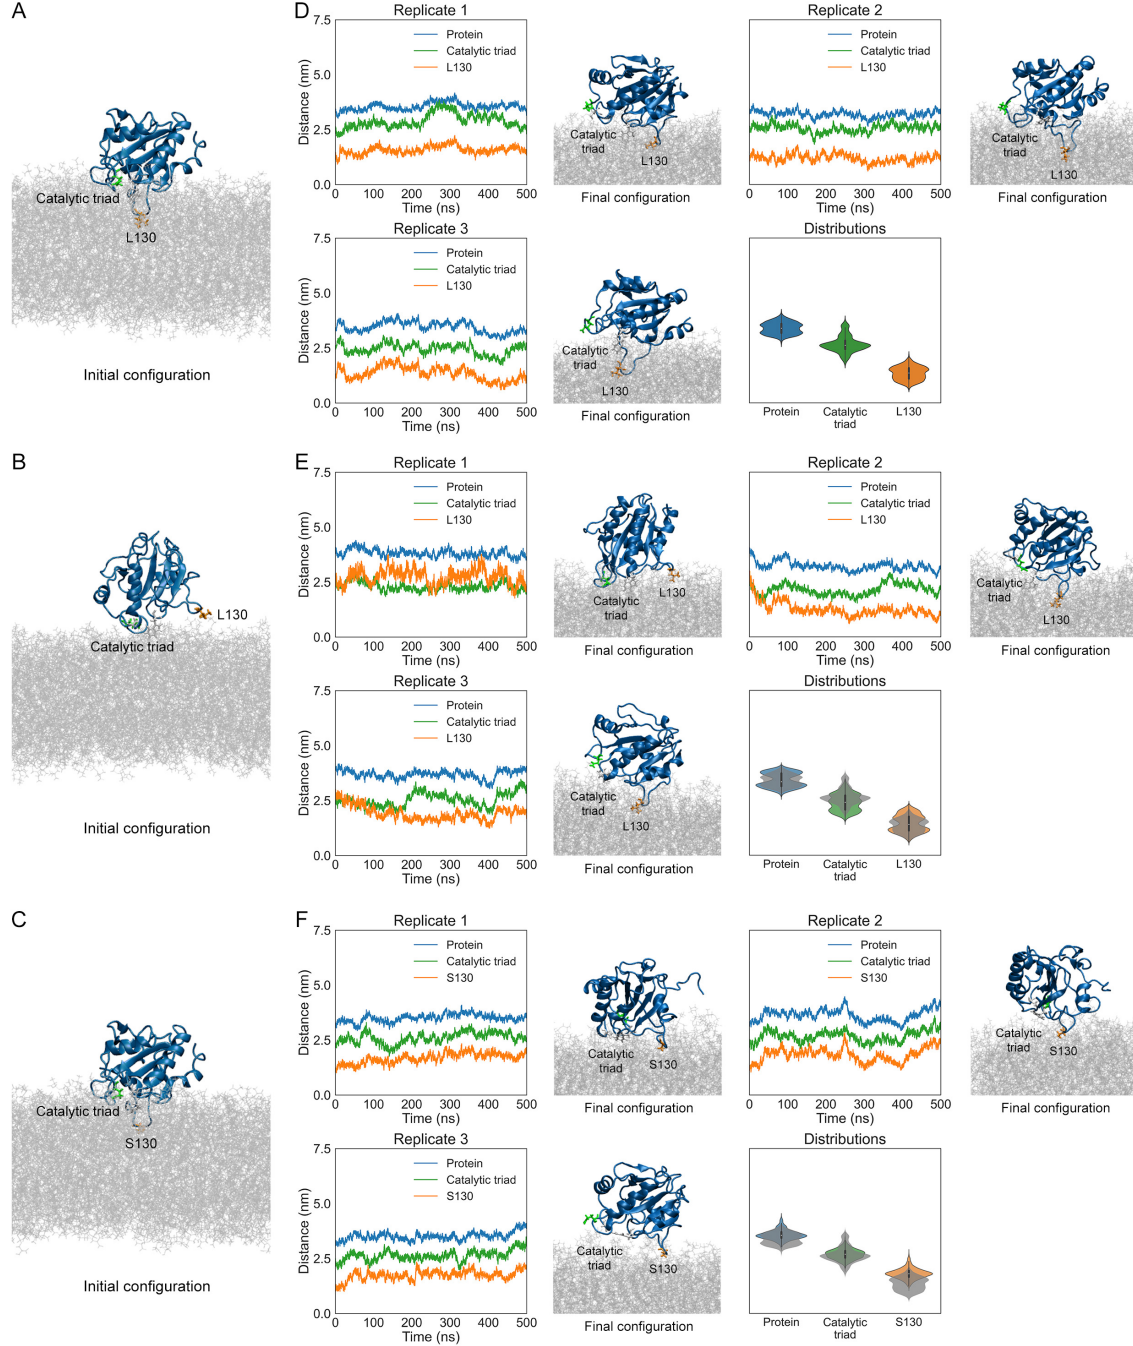 A
Catalytic triad
L130
Initial configuration
D
Replicate 1
7.5
5.0
2.5
0.0
Distance (nm)
Protein
Catalytic triad
L130
0
100
200
300
400
500
Time (ns)
Catalytic
triad
L130
Final configuration
Replicate 2
Protein
Catalytic triad
L130
0
100
200
300
400
500
Time (ns)
Catalytic
triad
L130
Final configuration
Replicate 3
7.5
5.0
2.5
0.0
Distance (nm)
Protein
Catalytic triad
L130
0
100
200
300
400
500
Time (ns)
Catalytic
triad
L130
Final configuration
Distributions
Protein
Catalytic
triad
L130
B
L130
Catalytic triad
Initial configuration
E
Replicate 1
7.5
5.0
2.5
0.0
Distance (nm)
Protein
Catalytic triad
L130
0
100
200
300
400
500
Time (ns)
Catalytic
triad
L130
Final configuration
Replicate 2
Protein
Catalytic triad
L130
0
100
200
300
400
500
Time (ns)
Catalytic
triad
L130
Final configuration
Replicate 3
7.5
5.0
2.5
0.0
Distance (nm)
Protein
Catalytic triad
L130
0
100
200
300
400
500
Time (ns)
Catalytic
triad
L130
Final configuration
Distributions
Protein
Catalytic
triad
L130
C
Catalytic triad
S130
Initial configuration
F
Replicate 1
7.5
5.0
2.5
0.0
Distance (nm)
Protein
Catalytic triad
S130
0
100
200
300
400
500
Time (ns)
Catalytic
triad
S130
Final configuration
Replicate 2
Protein
Catalytic triad
S130
0
100
200
300
400
500
Time (ns)
Catalytic
triad
S130
Final configuration
Replicate 3
7.5
5.0
2.5
0.0
Distance (nm)
Protein
Catalytic triad
S130
0
100
200
300
400
500
Time (ns)
Catalytic
triad
S130
Final configuration
Distributions
Protein
Catalytic
triad
S130